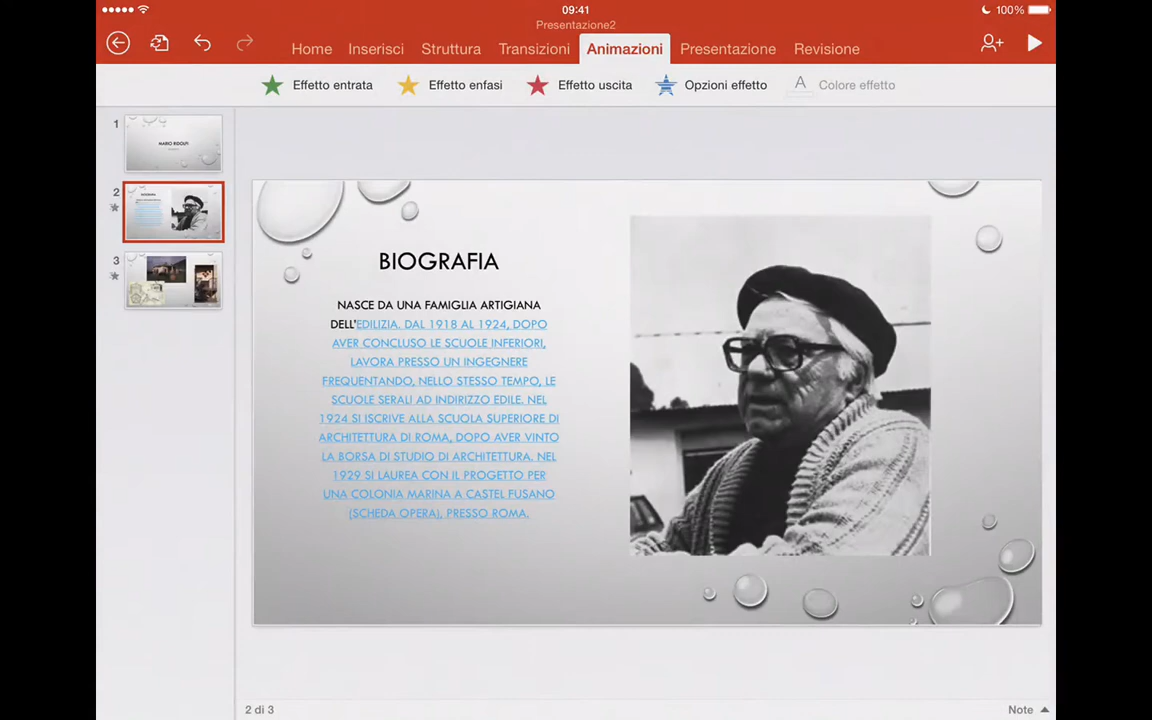 09:41
100%
Presentazione2
Home Inserisci Struttura Transizioni Animazioni Presentazione Revisione
Effetto entrata Effetto enfasi Effetto uscita Opzioni effetto A Colore effetto
1
MARIO RIDOLFI
2
3
BIOGRAFIA
NASCE DA UNA FAMIGLIA ARTIGIANA
DELL'EDILIZIA. DAL 1918 AL 1924, DOPO
AVER CONCLUSO LE SCUOLE INFERIORI,
LAVORA PRESSO UN INGEGNERE
FREQUENTANDO, NELLO STESSO TEMPO, LE
SCUOLE SERALI AD INDIRIZZO EDILE. NEL
1924 SI ISCRIVE ALLA SCUOLA SUPERIORE DI
ARCHITETTURA DI ROMA, DOPO AVER VINTO
LA BORSA DI STUDIO DI ARCHITETTURA. NEL
1929 SI LAUREA CON IL PROGETTO PER
UNA COLONIA MARINA A CASTEL FUSANO
(SCHEDA OPERA), PRESSO ROMA.
2 di 3
Note